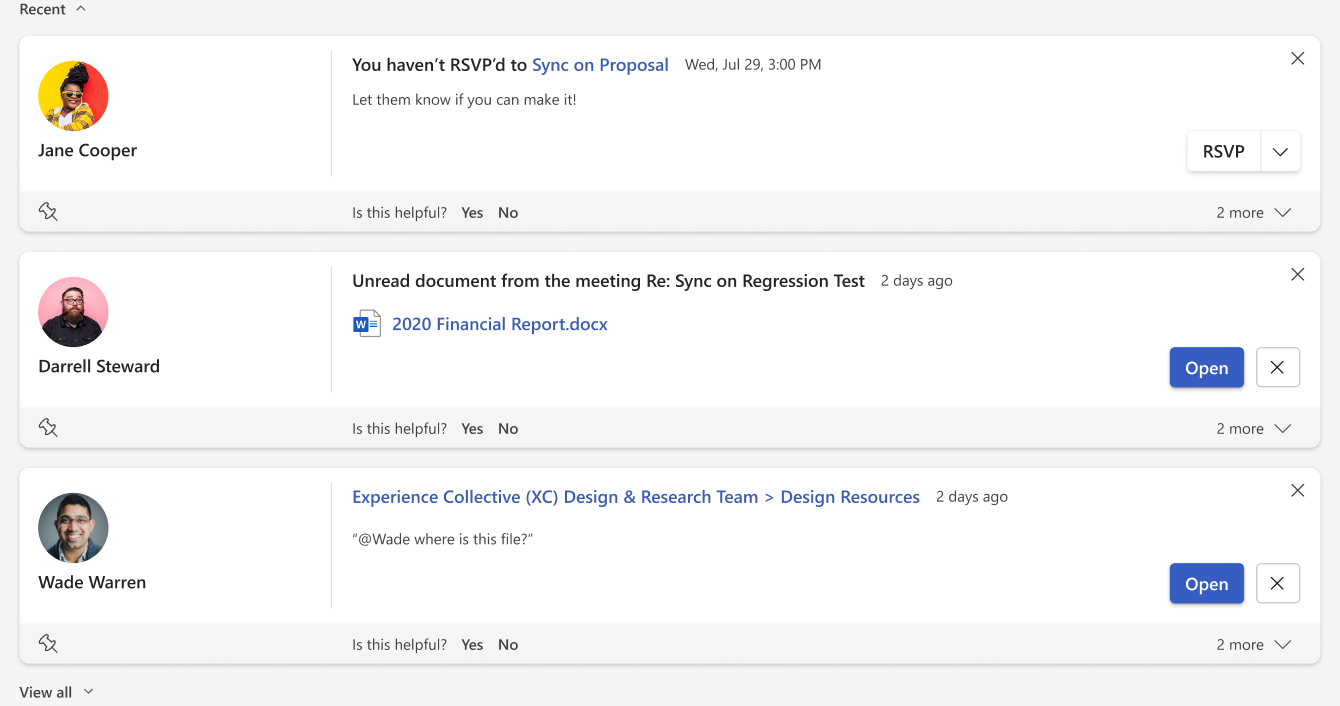 Recent
You haven’t RSVP’d to Sync on Proposal Wed, Jul 29, 3:00 PM
Let them know if you can make it!
Jane Cooper
RSVP
Is this helpful? Yes No 2 more
Unread document from the meeting Re: Sync on Regression Test 2 days ago
W 2020 Financial Report.docx
Darrell Steward
Open
Is this helpful? Yes No 2 more
Experience Collective (XC) Design & Research Team > Design Resources 2 days ago
“@Wade where is this file?”
Wade Warren
Open
Is this helpful? Yes No 2 more
View all